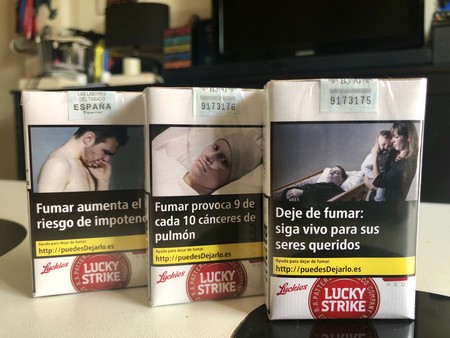 LAS LABORES
DEL TABACO
ESPAÑA
Fumar aumenta el
riesgo de impoten
Ayuda para dejar de fumar:
http://puedesDejarlo.es
Luckies
LUCKY
STRIKE
9173176
Fumar provoca 9 de
cada 10 cánceres de
pulmón
Ayuda para dejar de fumar:
http://puedesDejarlo.es
Luckies
LUCKY
STRIKE
9173175
Deje de fumar:
siga vivo para sus
seres queridos
Ayuda para dejar de fumar:
http://puedesDejarlo.es
Luckies
LUCKY
STRIKE